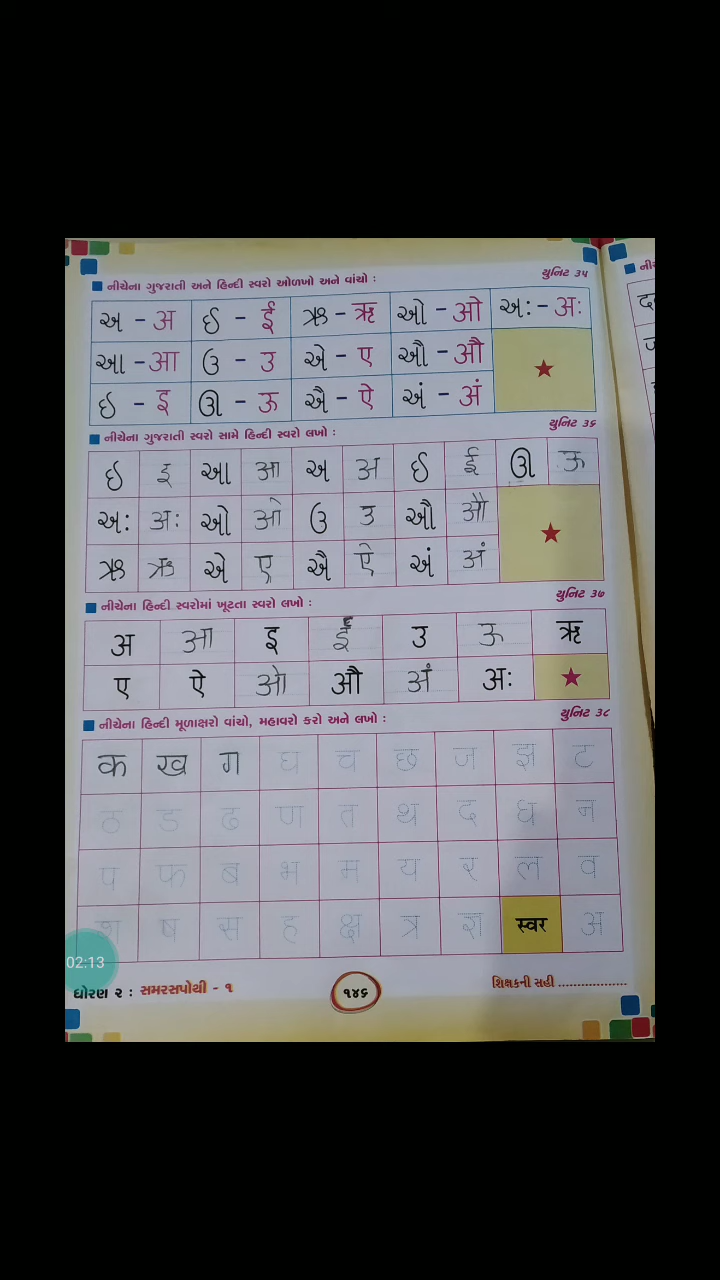 નીચેના ગુજરાતી અને હિન્દી સ્વરો ઓળખો અને વાંચો : યુનિટ ૩૫
અ - अ ઈ - ई ઋ - ऋ ઓ - ओ અઃ - अः
આ - आ ઉ - उ એ - ए ઔ - औ
ઇ - इ ઊ - ऊ ઐ - ऐ અં - अं
નીચેના ગુજરાતી સ્વરો સામે હિન્દી સ્વરો લખો : યુનિટ ૩૬
ઇ इ આ आ અ अ ઈ ई ઊ ऊ
અઃ अः ઓ ओ ઉ उ ઔ औ
ઋ ऋ એ ए ઐ ऐ અં अं
નીચેના હિન્દી સ્વરોમાં ખૂટતા સ્વરો લખો : યુનિટ ૩૭
अ आ इ ई उ ऊ ऋ
ए ऐ ओ औ अं अः
નીચેના હિન્દી મૂળાક્ષરો વાંચો, મહાવરો કરો અને લખો : યુનિટ ૩૮
क ख ग घ च छ ज झ ट
ठ ड ढ ण त थ द ध न
प फ ब भ म य र ल व
श ष स ह क्ष त्र ज्ञ स्वर अ
02:13
ધોરણ ૨ : સમરસપોથી - ૧ ૧૪૬ શિક્ષકની સહી ..................